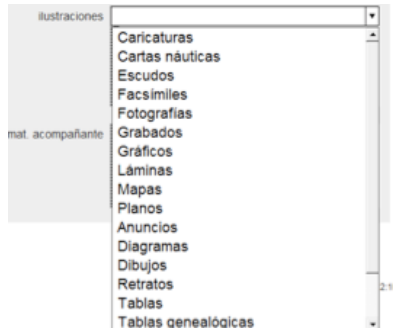 ilustraciones
Caricaturas
Cartas náuticas
Escudos
Facsímiles
Fotografías
mat. acompañante
Grabados
Gráficos
Láminas
Mapas
Planos
Anuncios
Diagramas
Dibujos
Retratos
Tablas
Tablas genealógicas